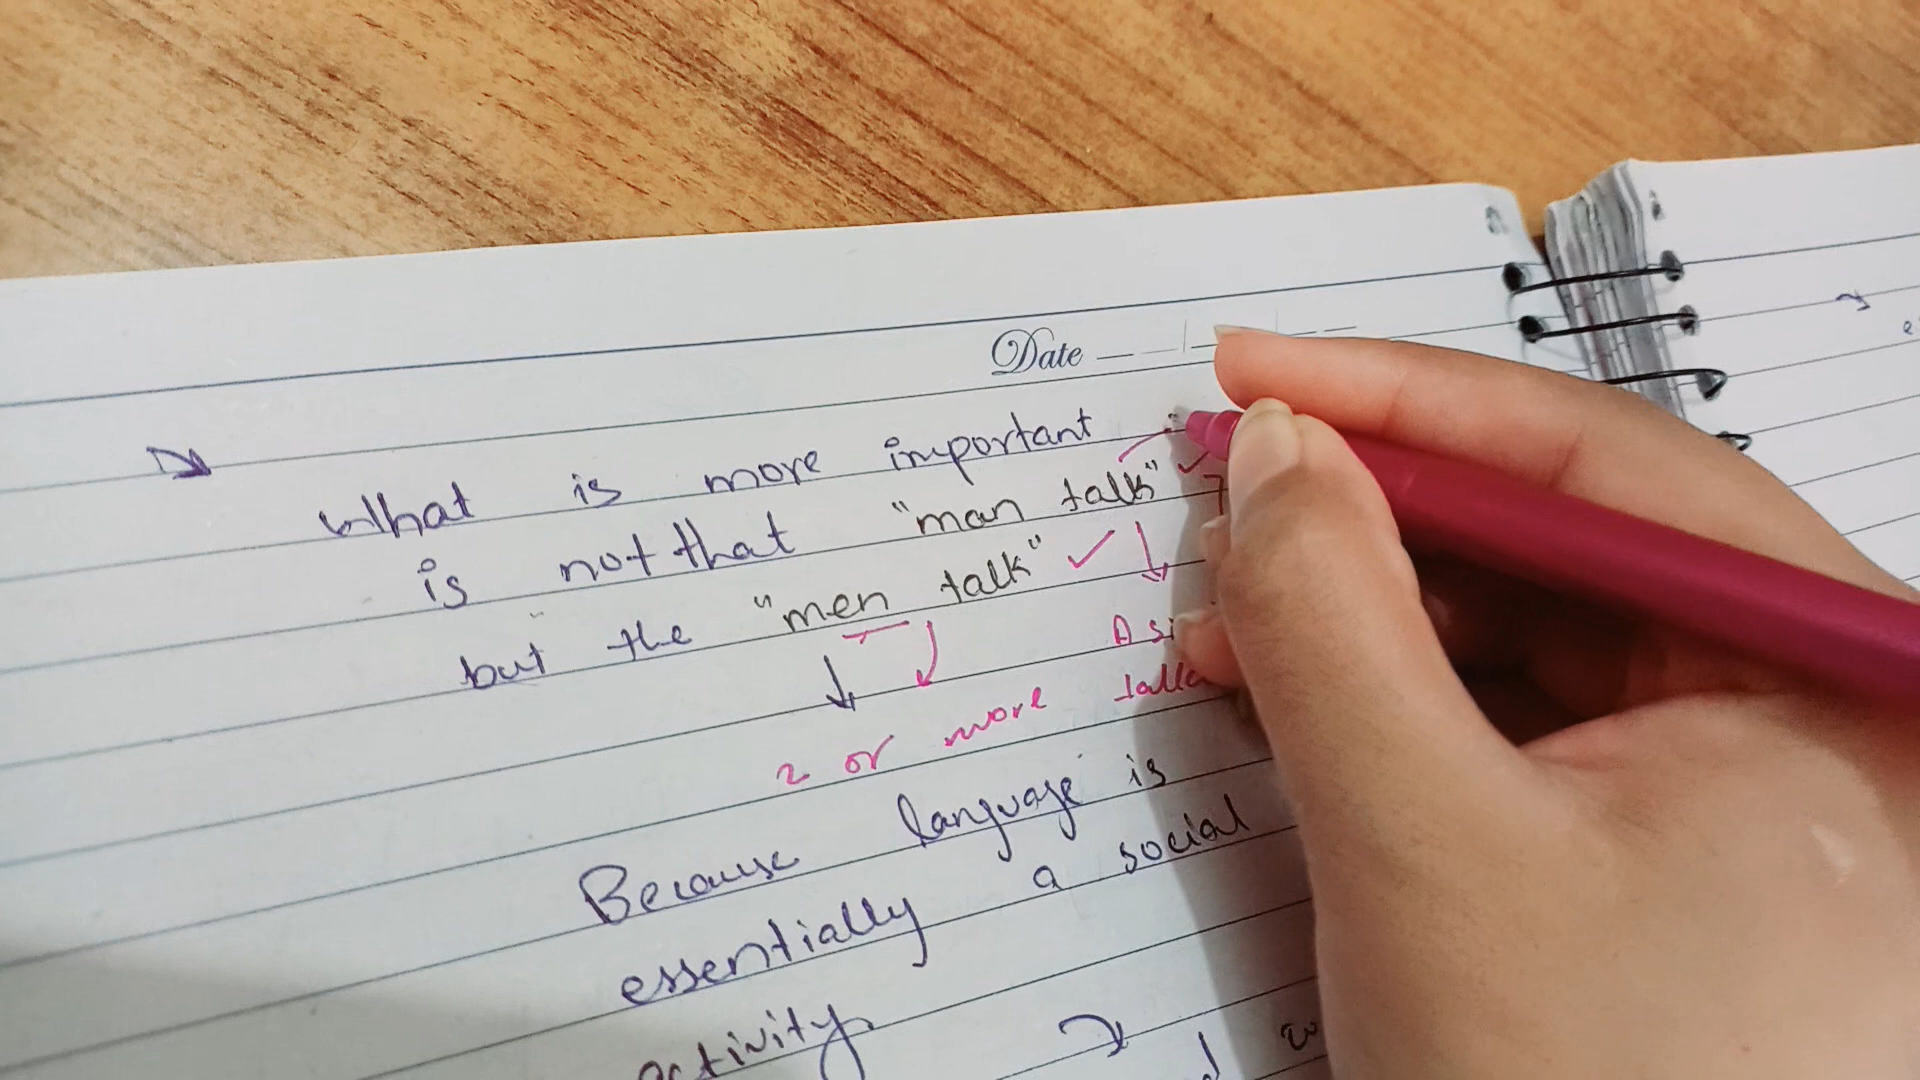 Date
What is more important
is not that "man talk"
but the "men talk"
A
2 or more
Because language is
essentially a social
activity